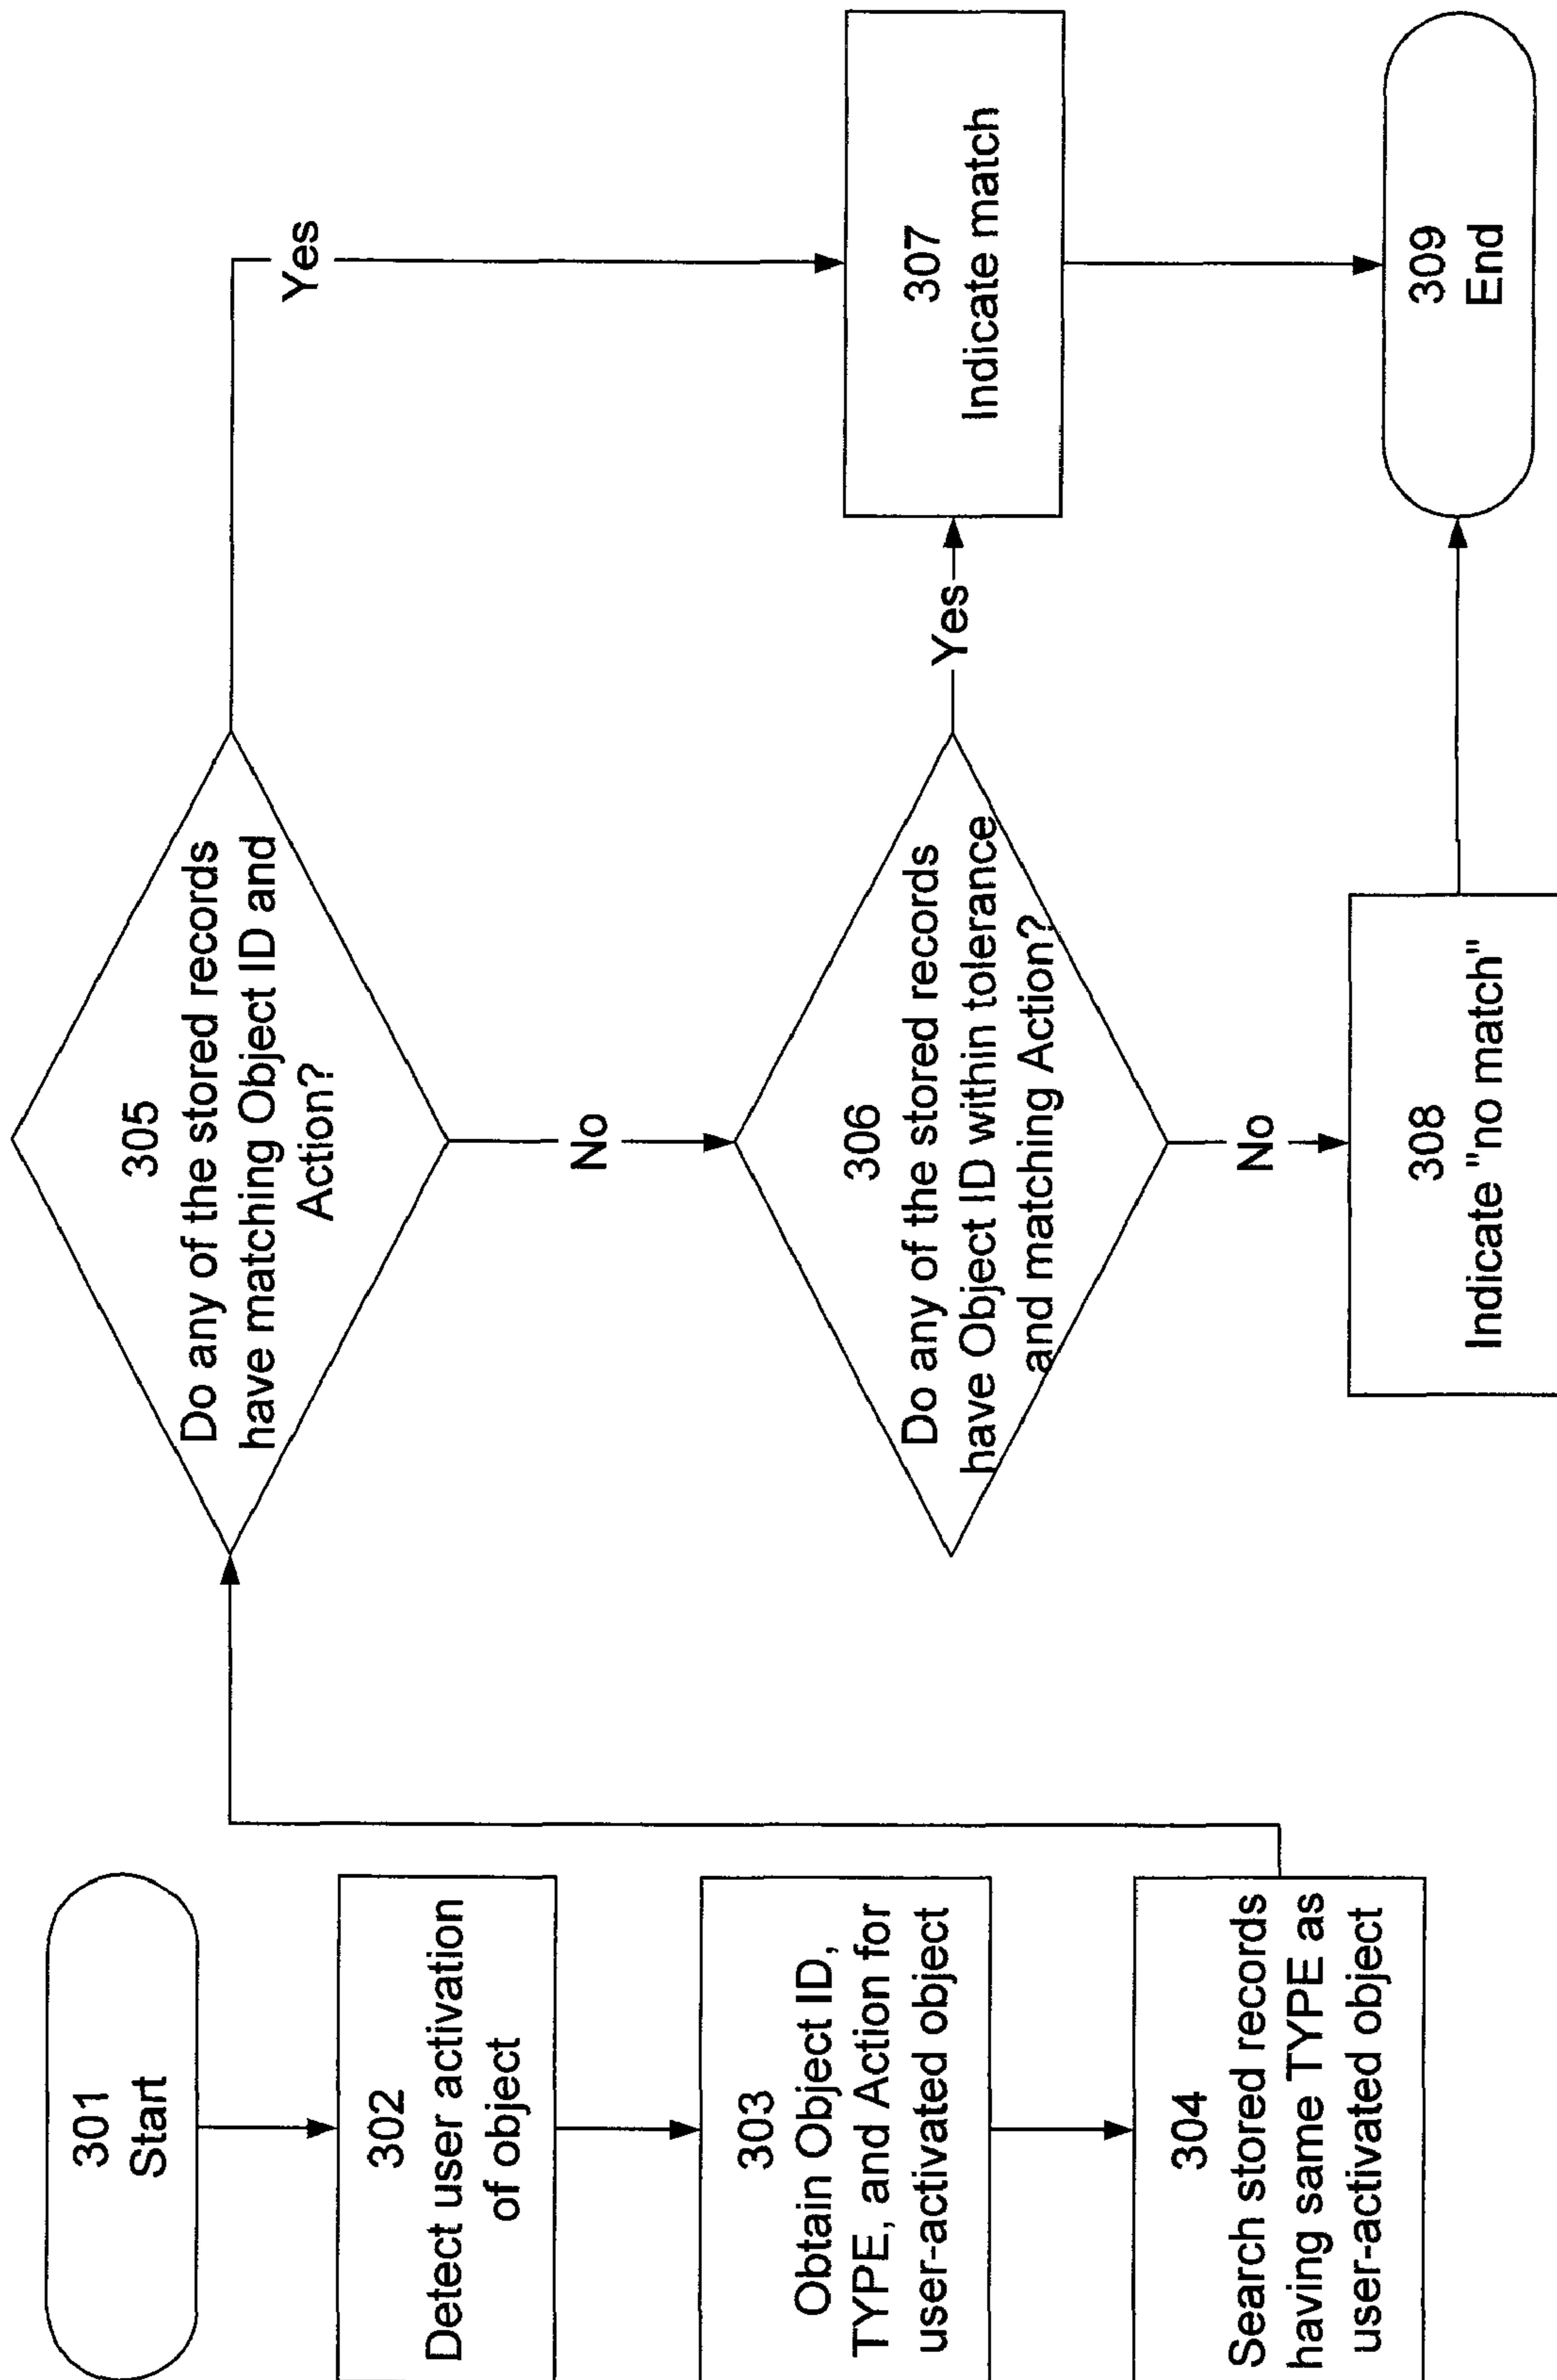 301
Start
302
Detect user activation
of object
303
Obtain Object ID,
TYPE, and Action for
user-activated object
304
Search stored records
having same TYPE as
user-activated object
305
Do any of the stored records
have matching Object ID and
Action?
Yes
No
306
Do any of the stored records
have Object ID within tolerance
and matching Action?
Yes
No
307
Indicate match
308
Indicate "no match"
309
End